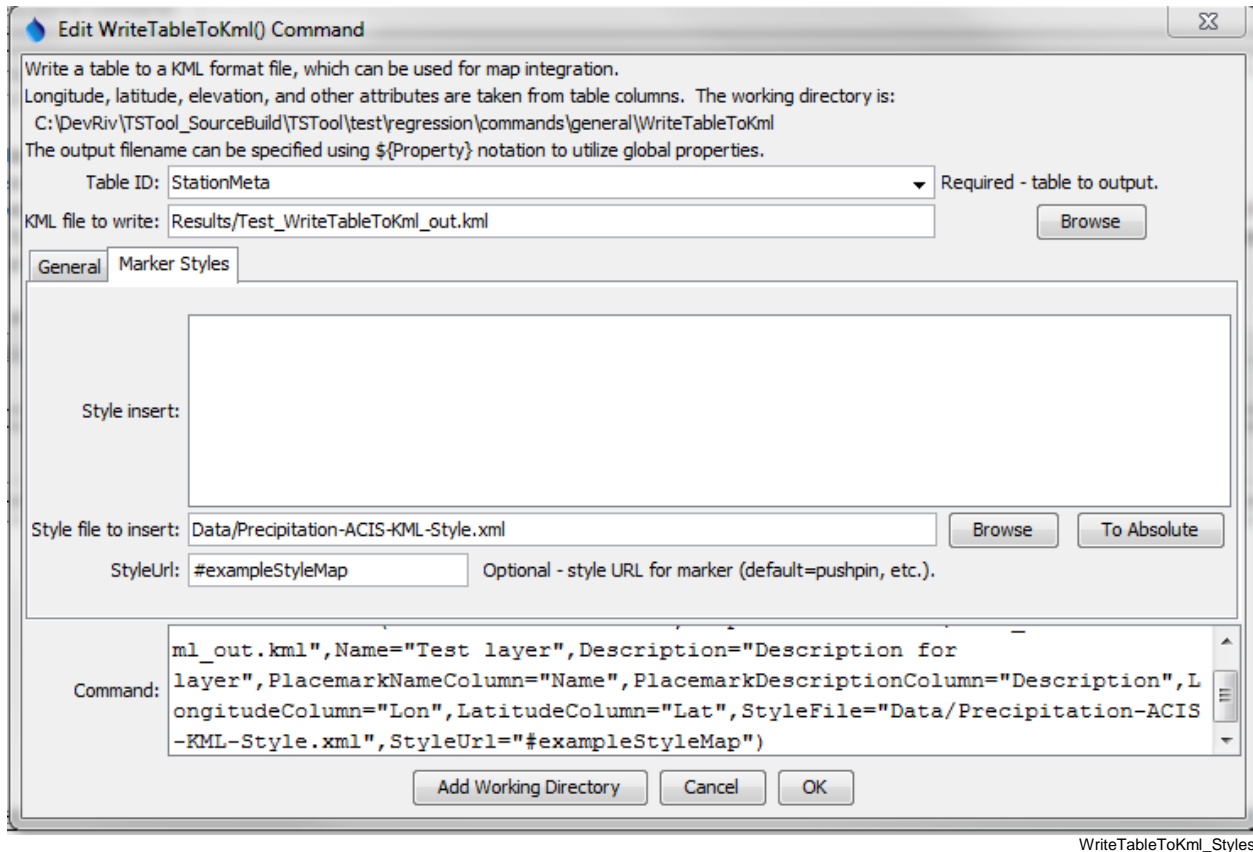 Edit WriteTableToKml() Command
Write a table to a KML format file, which can be used for map integration.
Longitude, latitude, elevation, and other attributes are taken from table columns.  The working directory is:
C:\DevRiv\TSTool_SourceBuild\TSTool\test\regression\commands\general\WriteTableToKml
The output filename can be specified using ${Property} notation to utilize global properties.
Table ID: StationMeta Required - table to output.
KML file to write: Results/Test_WriteTableToKml_out.kml Browse
General Marker Styles
Style insert:
Style file to insert: Data/Precipitation-ACIS-KML-Style.xml Browse To Absolute
StyleUrl: #exampleStyleMap Optional - style URL for marker (default=pushpin, etc.).
ml_out.kml",Name="Test layer",Description="Description for
Command: layer",PlacemarkNameColumn="Name",PlacemarkDescriptionColumn="Description",L
ongitudeColumn="Lon",LatitudeColumn="Lat",StyleFile="Data/Precipitation-ACIS
-KML-Style.xml",StyleUrl="#exampleStyleMap")
Add Working Directory Cancel OK
WriteTableToKml_Styles